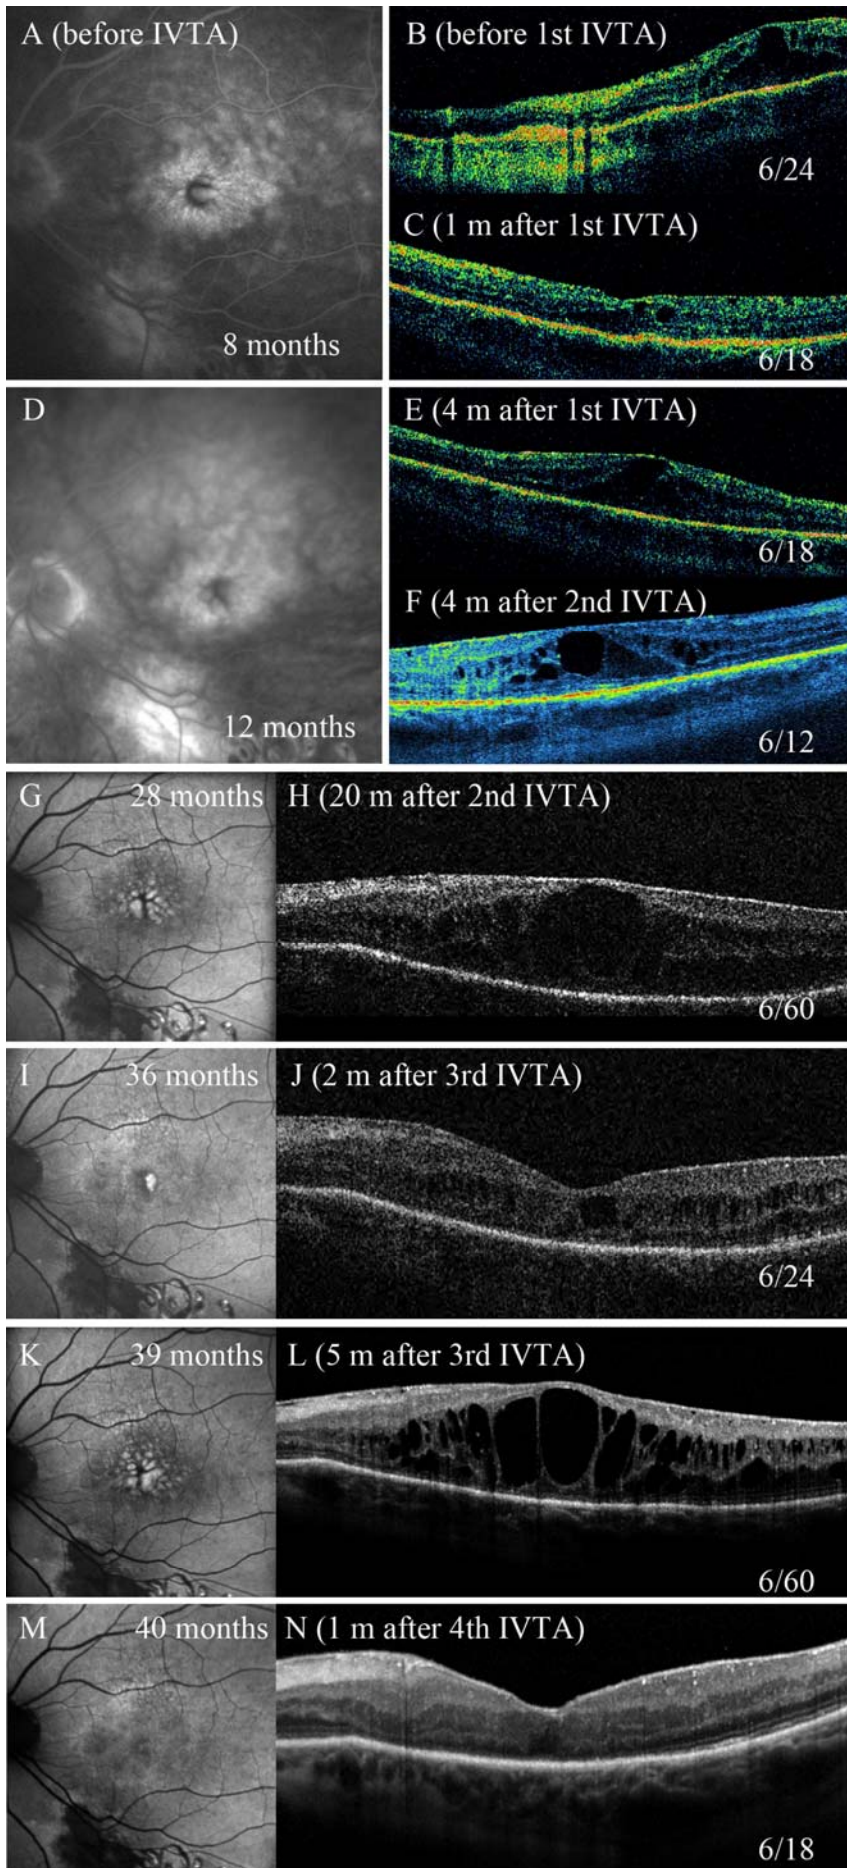 A (before IVTA)
8 months
B (before 1st IVTA)
6/24
C (1 m after 1st IVTA)
6/18
D
12 months
E (4 m after 1st IVTA)
6/18
F (4 m after 2nd IVTA)
6/12
G
28 months
H (20 m after 2nd IVTA)
6/60
I
36 months
J (2 m after 3rd IVTA)
6/24
K
39 months
L (5 m after 3rd IVTA)
6/60
M
40 months
N (1 m after 4th IVTA)
6/18